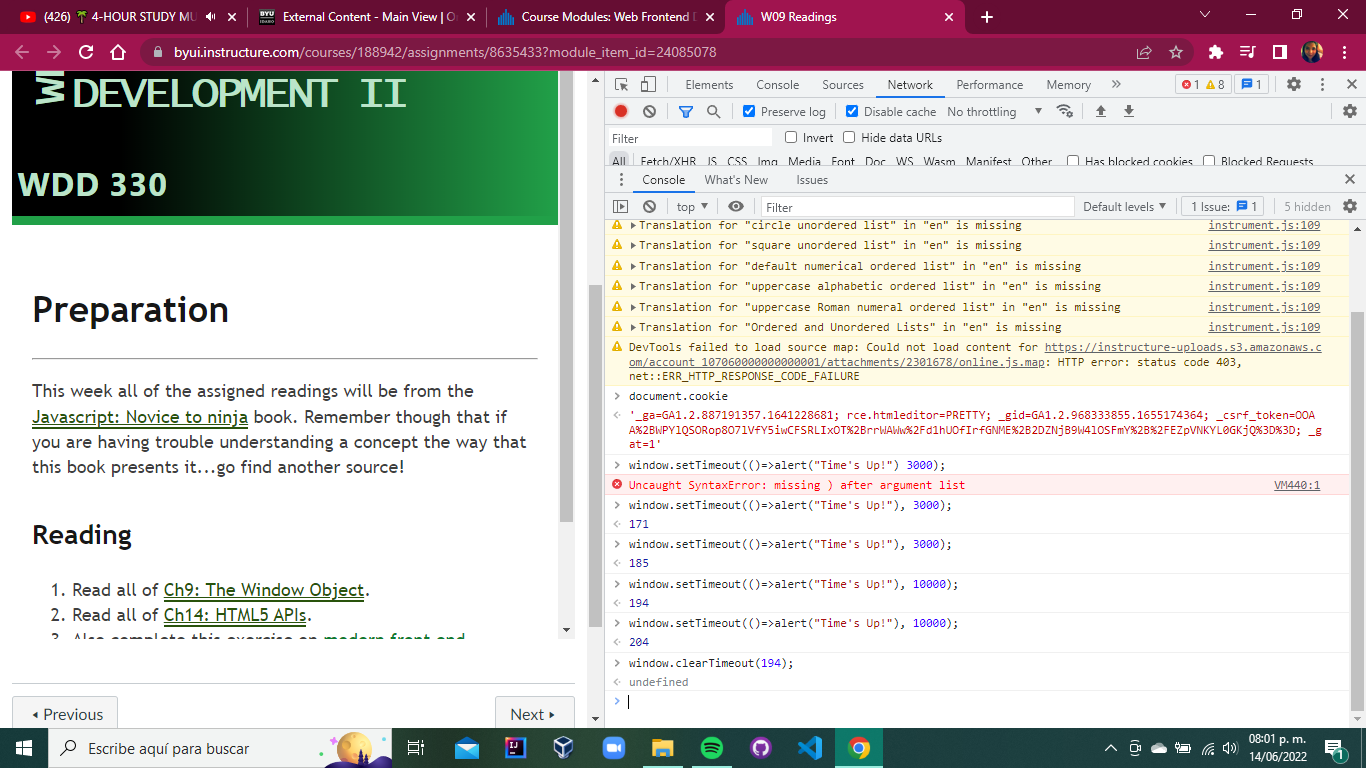 (426) 🌴 4-HOUR STUDY MU
External Content - Main View | O
Course Modules: Web Frontend D
W09 Readings
byui.instructure.com/courses/188942/assignments/8635433?module_item_id=24085078
DEVELOPMENT II
WDD 330
Preparation
This week all of the assigned readings will be from the
Javascript: Novice to ninja book. Remember though that if
you are having trouble understanding a concept the way that
this book presents it...go find another source!
Reading
1. Read all of Ch9: The Window Object.
2. Read all of Ch14: HTML5 APIs.
3. Also complete this exercise on modern front-end
Previous
Next
Elements Console Sources Network Performance Memory
1 8 1
Preserve log Disable cache No throttling
Filter
Invert Hide data URLs
All Fetch/XHR JS CSS Img Media Font Doc WS Wasm Manifest Other Has blocked cookies Blocked Requests
Console What's New Issues
top Filter Default levels 1 Issue: 1 5 hidden
Translation for "circle unordered list" in "en" is missing instrument.js:109
Translation for "square unordered list" in "en" is missing instrument.js:109
Translation for "default numerical ordered list" in "en" is missing instrument.js:109
Translation for "uppercase alphabetic ordered list" in "en" is missing instrument.js:109
Translation for "uppercase Roman numeral ordered list" in "en" is missing instrument.js:109
Translation for "Ordered and Unordered Lists" in "en" is missing instrument.js:109
DevTools failed to load source map: Could not load content for https://instructure-uploads.s3.amazonaws.c
om/account_107060000000000001/attachments/2301678/online.js.map: HTTP error: status code 403,
net::ERR_HTTP_RESPONSE_CODE_FAILURE
document.cookie
'_ga=GA1.2.887191357.1641228681; rce.htmleditor=PRETTY; _gid=GA1.2.968333855.1655174364; _csrf_token=OOA
A%2BWPY1QSORop8O7lVfY5iwCFSRLIxOT%2BrrWAWw%2Fd1hUOfIrfGNME%2B2DZNjB9W4lOSFmY%2B%2FEZpVNKYL0GKjQ%3D%3D; _g
at=1'
window.setTimeout(()=>alert("Time's Up!") 3000);
Uncaught SyntaxError: missing ) after argument list VM440:1
window.setTimeout(()=>alert("Time's Up!"), 3000);
171
window.setTimeout(()=>alert("Time's Up!"), 3000);
185
window.setTimeout(()=>alert("Time's Up!"), 10000);
194
window.setTimeout(()=>alert("Time's Up!"), 10000);
204
window.clearTimeout(194);
undefined
Escribe aquí para buscar
08:01 p. m.
14/06/2022
1